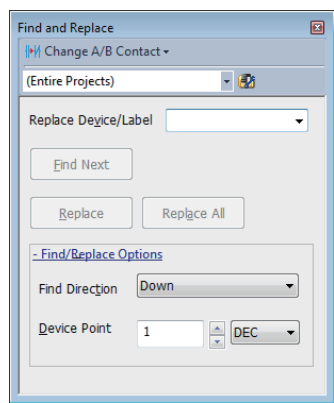 Find and Replace
Change A/B Contact
(Entire Projects)
Replace Device/Label
Find Next
Replace Replace All
- Find/Replace Options
Find Direction Down
Device Point 1 DEC